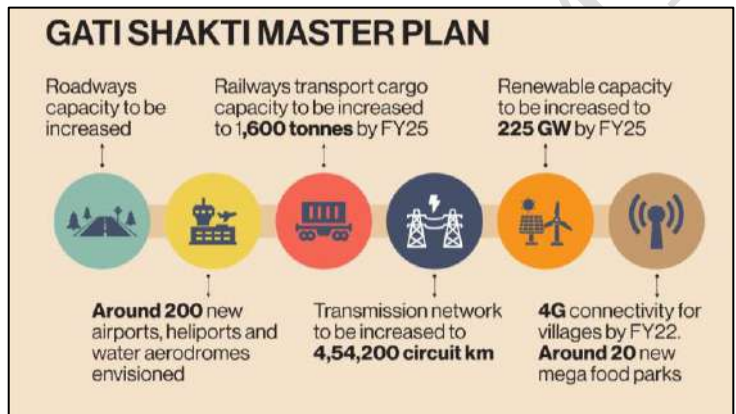 GATI SHAKTI MASTER PLAN
Roadways
capacity to be
increased
Railways transport cargo
capacity to be increased
to 1,600 tonnes by FY25
Renewable capacity
to be increased to
225 GW by FY25
Around 200 new
airports, heliports and
water aerodromes
envisioned
Transmission network
to be increased to
4,54,200 circuit km
4G connectivity for
villages by FY22.
Around 20 new
mega food parks